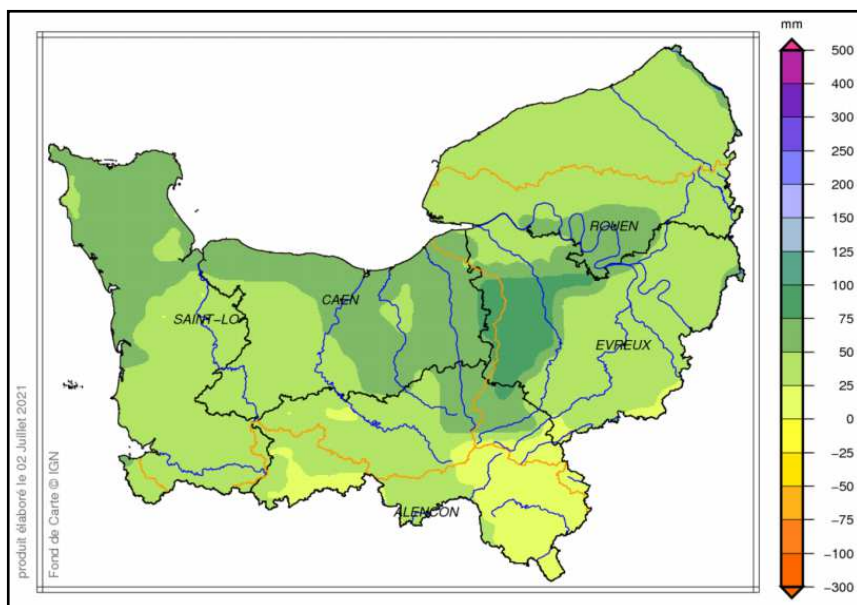 mm
500
400
300
250
200
150
125
100
75
50
25
0
−25
−50
−75
−100
−300
ROUEN
CAEN
SAINT−LO
EVREUX
ALENCON
produit élaboré le 02 Juillet 2021
Fond de Carte © IGN